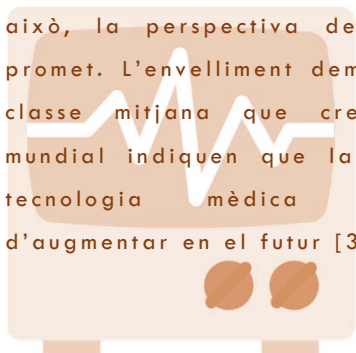 això, la perspectiva de
promet. L’envelliment dem
classe mitjana que cre
mundial indiquen que la
tecnologia mèdica
d’augmentar en el futur [3